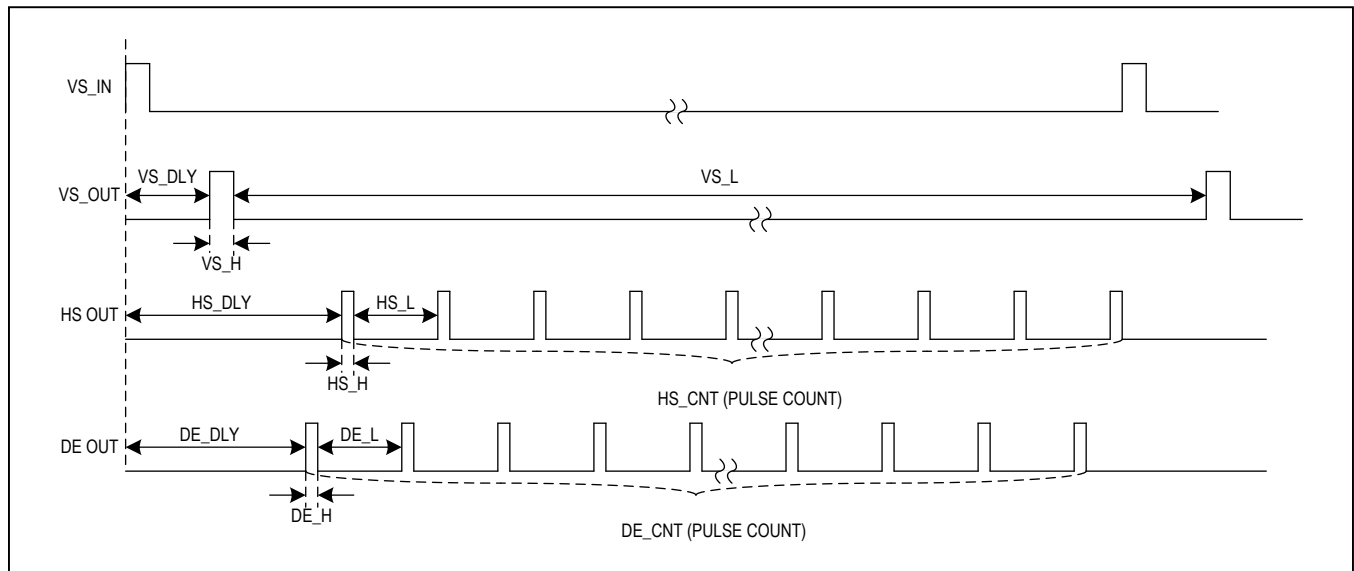 VS_IN
VS_DLY
VS_L
VS_OUT
VS_H
HS_DLY
HS_L
HS OUT
HS_H
HS_CNT (PULSE COUNT)
DE_DLY
DE_L
DE OUT
DE_H
DE_CNT (PULSE COUNT)